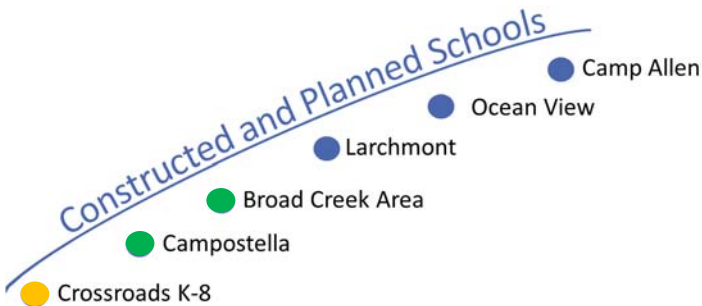 Constructed and Planned Schools
Camp Allen
Ocean View
Larchmont
Broad Creek Area
Campostella
Crossroads K-8